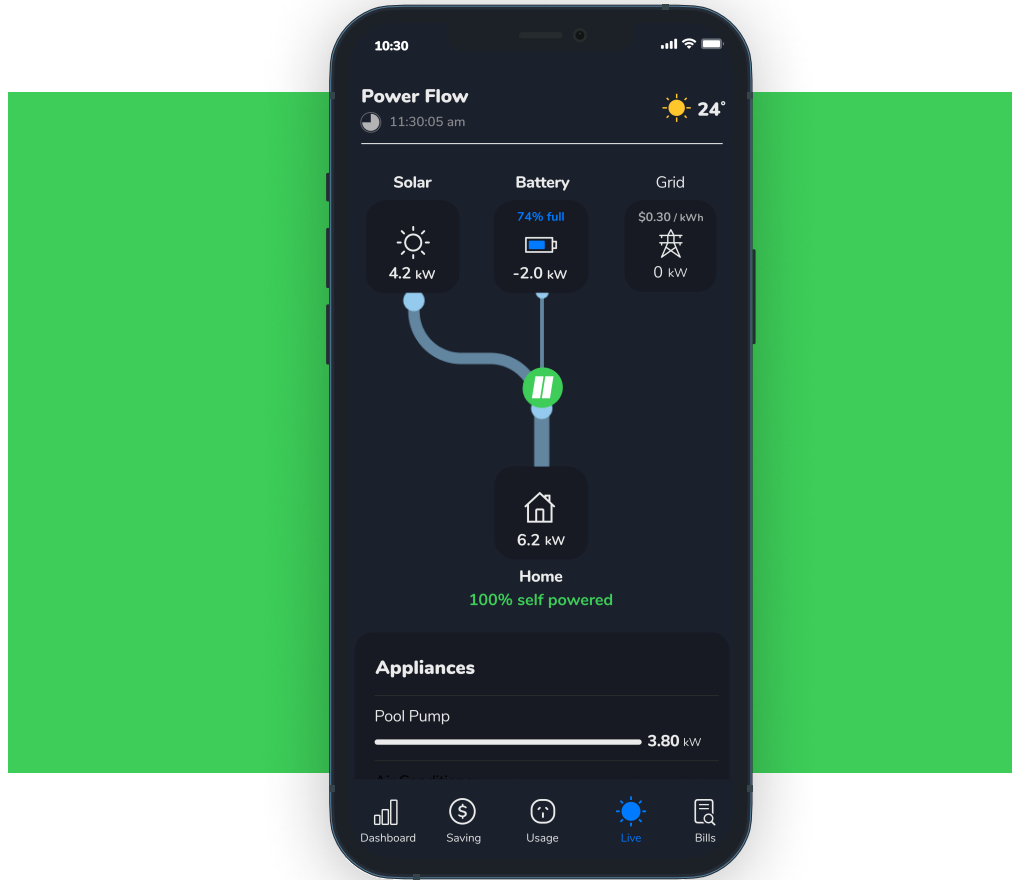 10:30
Power Flow
11:30:05 am
24°
Solar
Battery
Grid
74% full
$0.30 / kWh
4.2 kW
-2.0 kW
0 kW
6.2 kW
Home
100% self powered
Appliances
Pool Pump
3.80 kW
Air Conditioner
Dashboard
Saving
Usage
Live
Bills